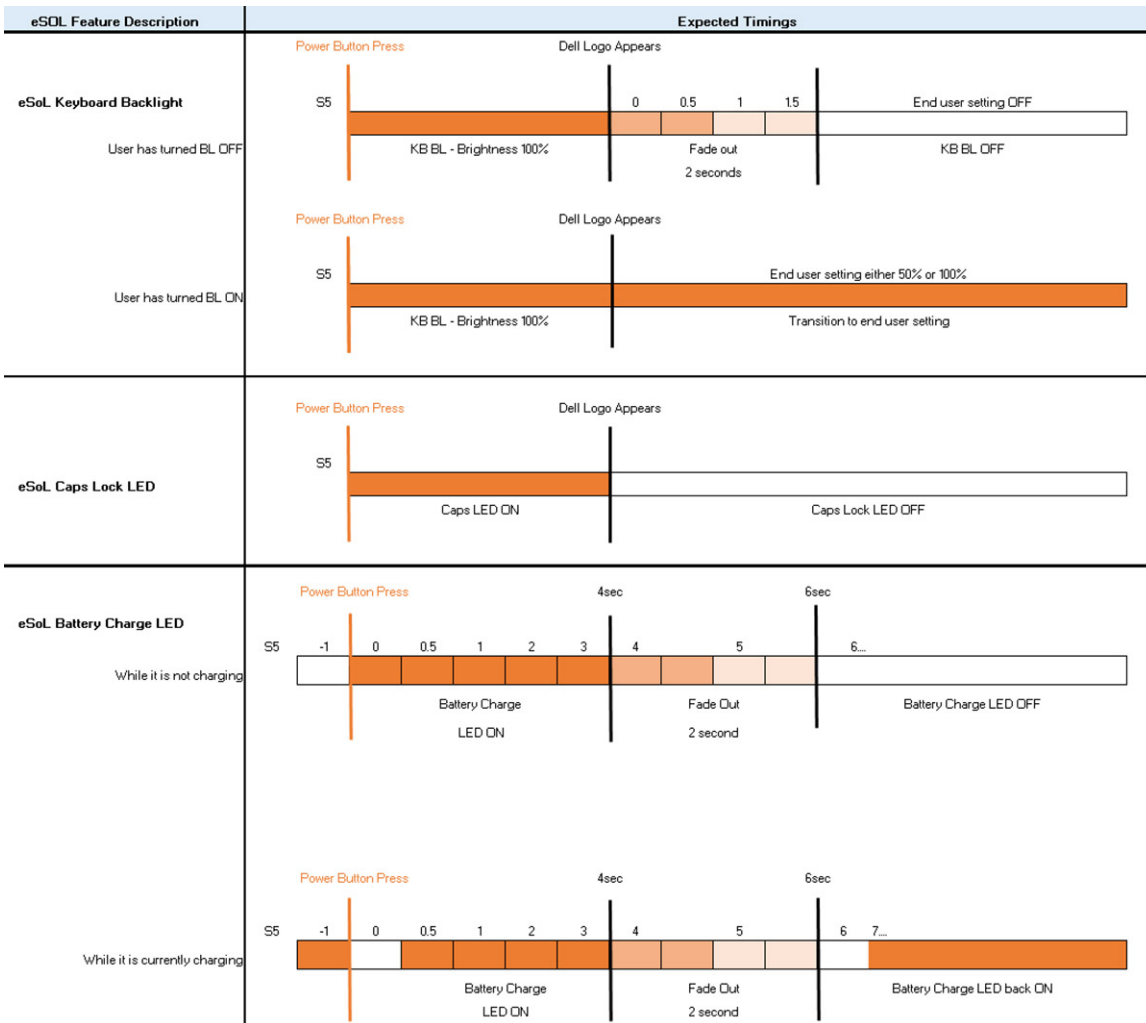 eSOL Feature Description
Expected Timings
Power Button Press
Dell Logo Appears
eSoL Keyboard Backlight
S5
0 0.5 1 1.5
End user setting OFF
User has turned BL OFF
KB BL - Brightness 100%
Fade out
KB BL OFF
2 seconds
Power Button Press
Dell Logo Appears
S5
End user setting either 50% or 100%
User has turned BL ON
KB BL - Brightness 100%
Transition to end user setting
Power Button Press
Dell Logo Appears
S5
eSoL Caps Lock LED
Caps LED ON
Caps Lock LED OFF
Power Button Press
4sec
6sec
eSoL Battery Charge LED
S5 -1 0 0.5 1 2 3 4 5 6...
While it is not charging
Battery Charge
Fade Out
Battery Charge LED OFF
LED ON
2 second
Power Button Press
4sec
6sec
S5 -1 0 0.5 1 2 3 4 5 6 7...
While it is currently charging
Battery Charge
Fade Out
Battery Charge LED back ON
LED ON
2 second